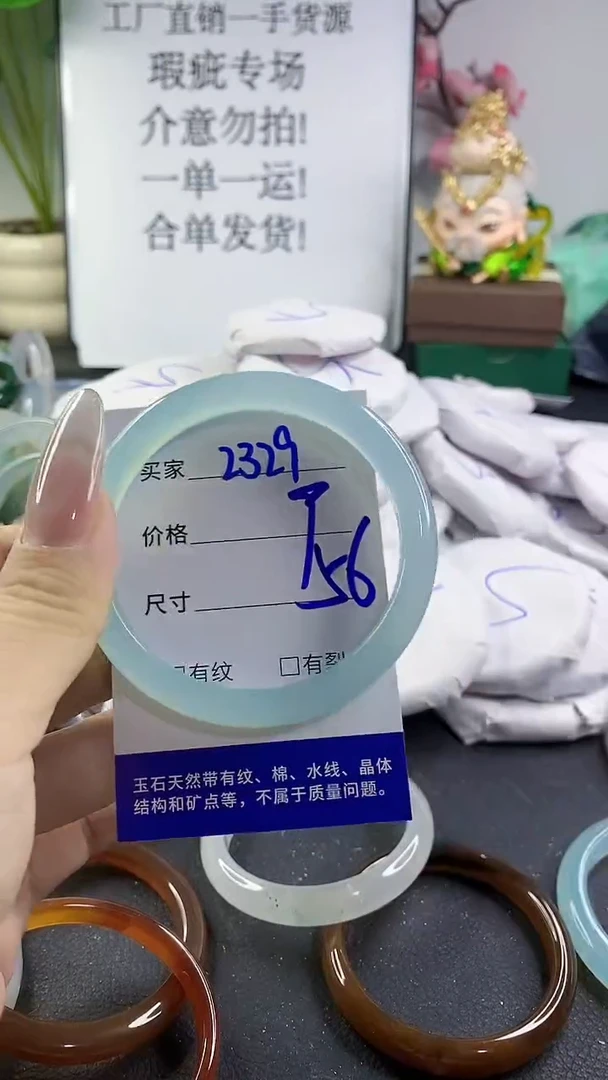 工厂直销一手货源
瑕疵专场
介意勿拍!
一单一运!
合单发货!
买家 2329
价格
尺寸 56
有纹 □有裂
玉石天然带有纹、棉、水线、晶体
结构和矿点等，不属于质量问题。